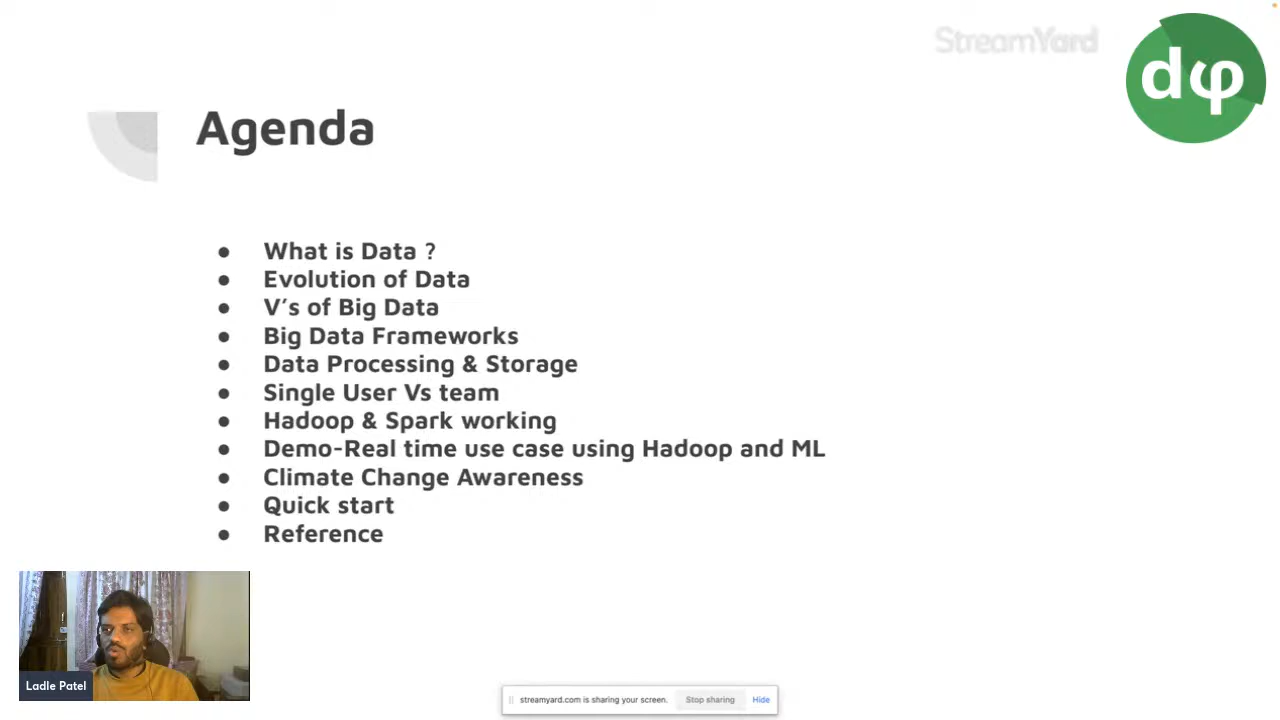 StreamYard
dφ
Agenda
● What is Data ?
● Evolution of Data
● V’s of Big Data
● Big Data Frameworks
● Data Processing & Storage
● Single User Vs team
● Hadoop & Spark working
● Demo-Real time use case using Hadoop and ML
● Climate Change Awareness
● Quick start
● Reference
Ladle Patel
streamyard.com is sharing your screen. Stop sharing Hide